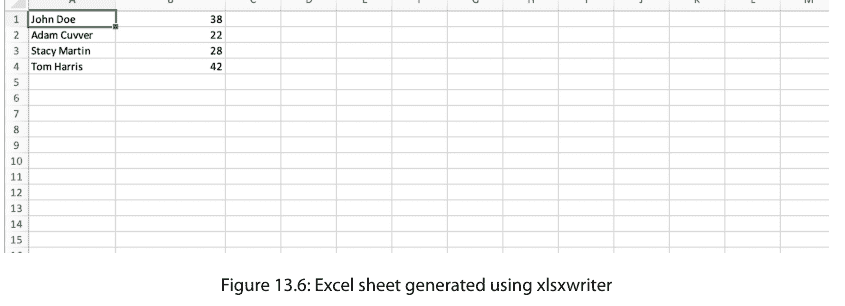 1 John Doe 38
2 Adam Cuvver 22
3 Stacy Martin 28
4 Tom Harris 42
5
6
7
8
9
10
11
12
13
14
15
Figure 13.6: Excel sheet generated using xlsxwriter